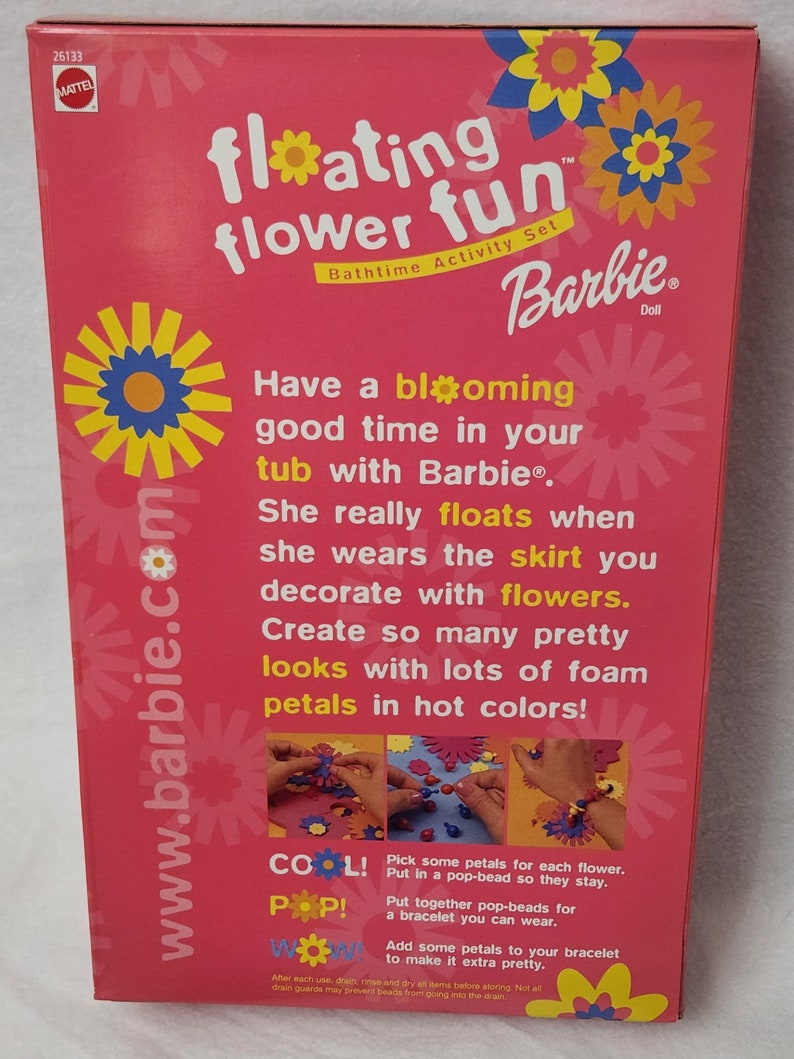 26133
MATTEL
®
floating
flower fun™
Bathtime Activity Set
Barbie®
Doll
Have a blooming
good time in your
tub with Barbie®.
She really floats when
she wears the skirt you
decorate with flowers.
Create so many pretty
looks with lots of foam
petals in hot colors!
www.barbie.com
COOL! Pick some petals for each flower.
Put in a pop-bead so they stay.
POP! Put together pop-beads for
a bracelet you can wear.
WOW! Add some petals to your bracelet
to make it extra pretty.
After each use, drain, rinse and dry all items before storing. Not all
drain guards may prevent beads from going into the drain.